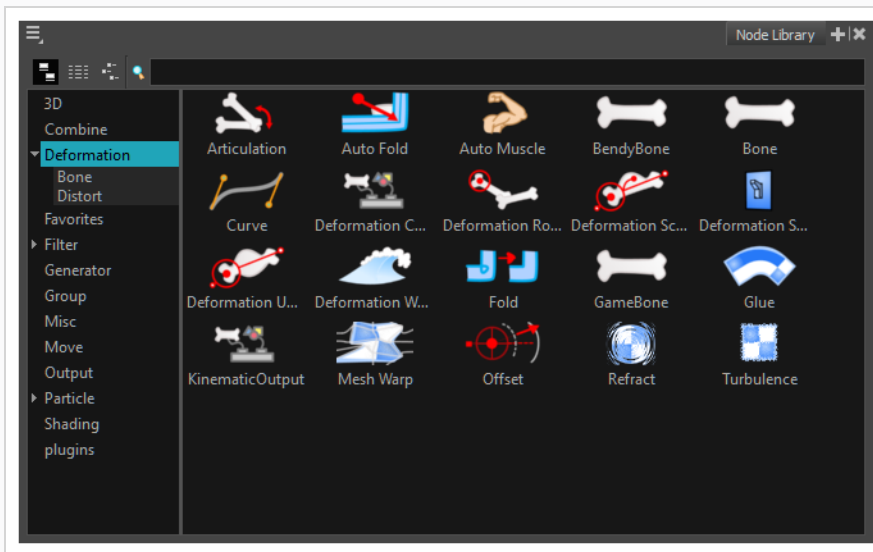 Node Library
3D
Combine
Deformation
Bone
Distort
Favorites
Filter
Generator
Group
Misc
Move
Output
Particle
Shading
plugins
Articulation Auto Fold Auto Muscle BendyBone Bone
Curve Deformation C... Deformation Ro... Deformation Sc... Deformation S...
Deformation U... Deformation W... Fold GameBone Glue
KinematicOutput Mesh Warp Offset Refract Turbulence